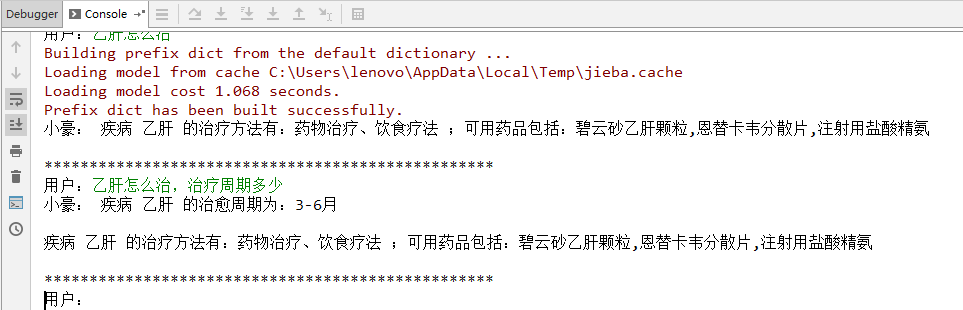 Debugger Console
用户：乙肝怎么治
Building prefix dict from the default dictionary ...
Loading model from cache C:\Users\lenovo\AppData\Local\Temp\jieba.cache
Loading model cost 1.068 seconds.
Prefix dict has been built successfully.
小豪： 疾病 乙肝 的治疗方法有：药物治疗、饮食疗法 ；可用药品包括：碧云砂乙肝颗粒,恩替卡韦分散片,注射用盐酸精氨
**************************************************
用户：乙肝怎么治，治疗周期多少
小豪： 疾病 乙肝 的治愈周期为：3-6月
疾病 乙肝 的治疗方法有：药物治疗、饮食疗法 ；可用药品包括：碧云砂乙肝颗粒,恩替卡韦分散片,注射用盐酸精氨
**************************************************
用户：